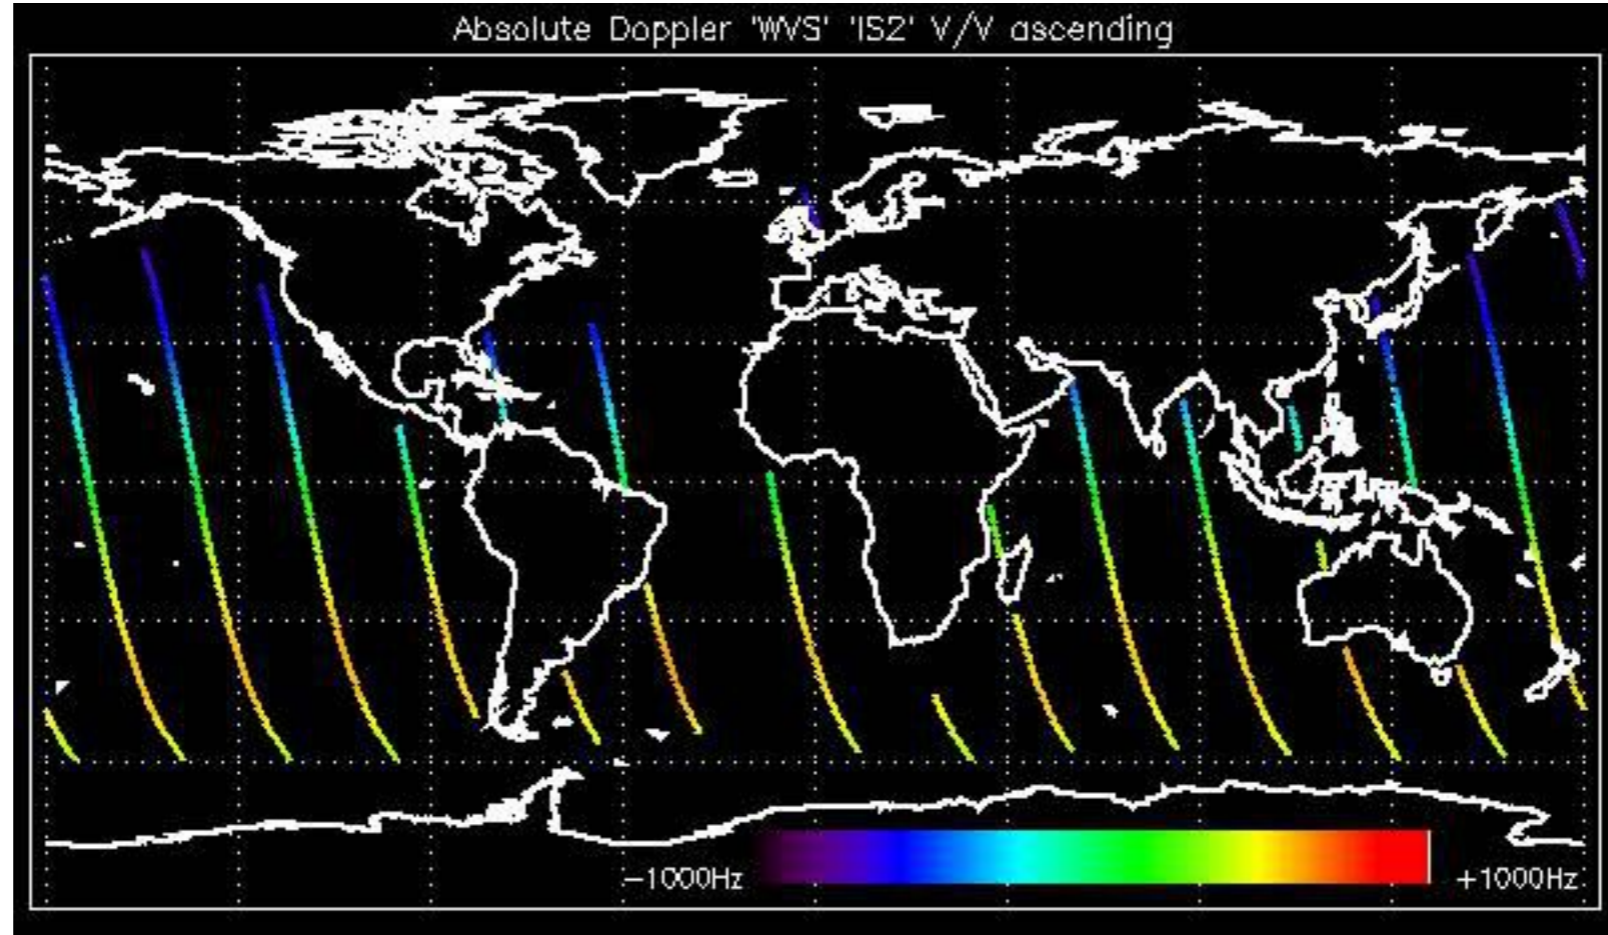 Absolute Doppler 'WVS' 'IS2' V/V ascending
-1000Hz +1000Hz